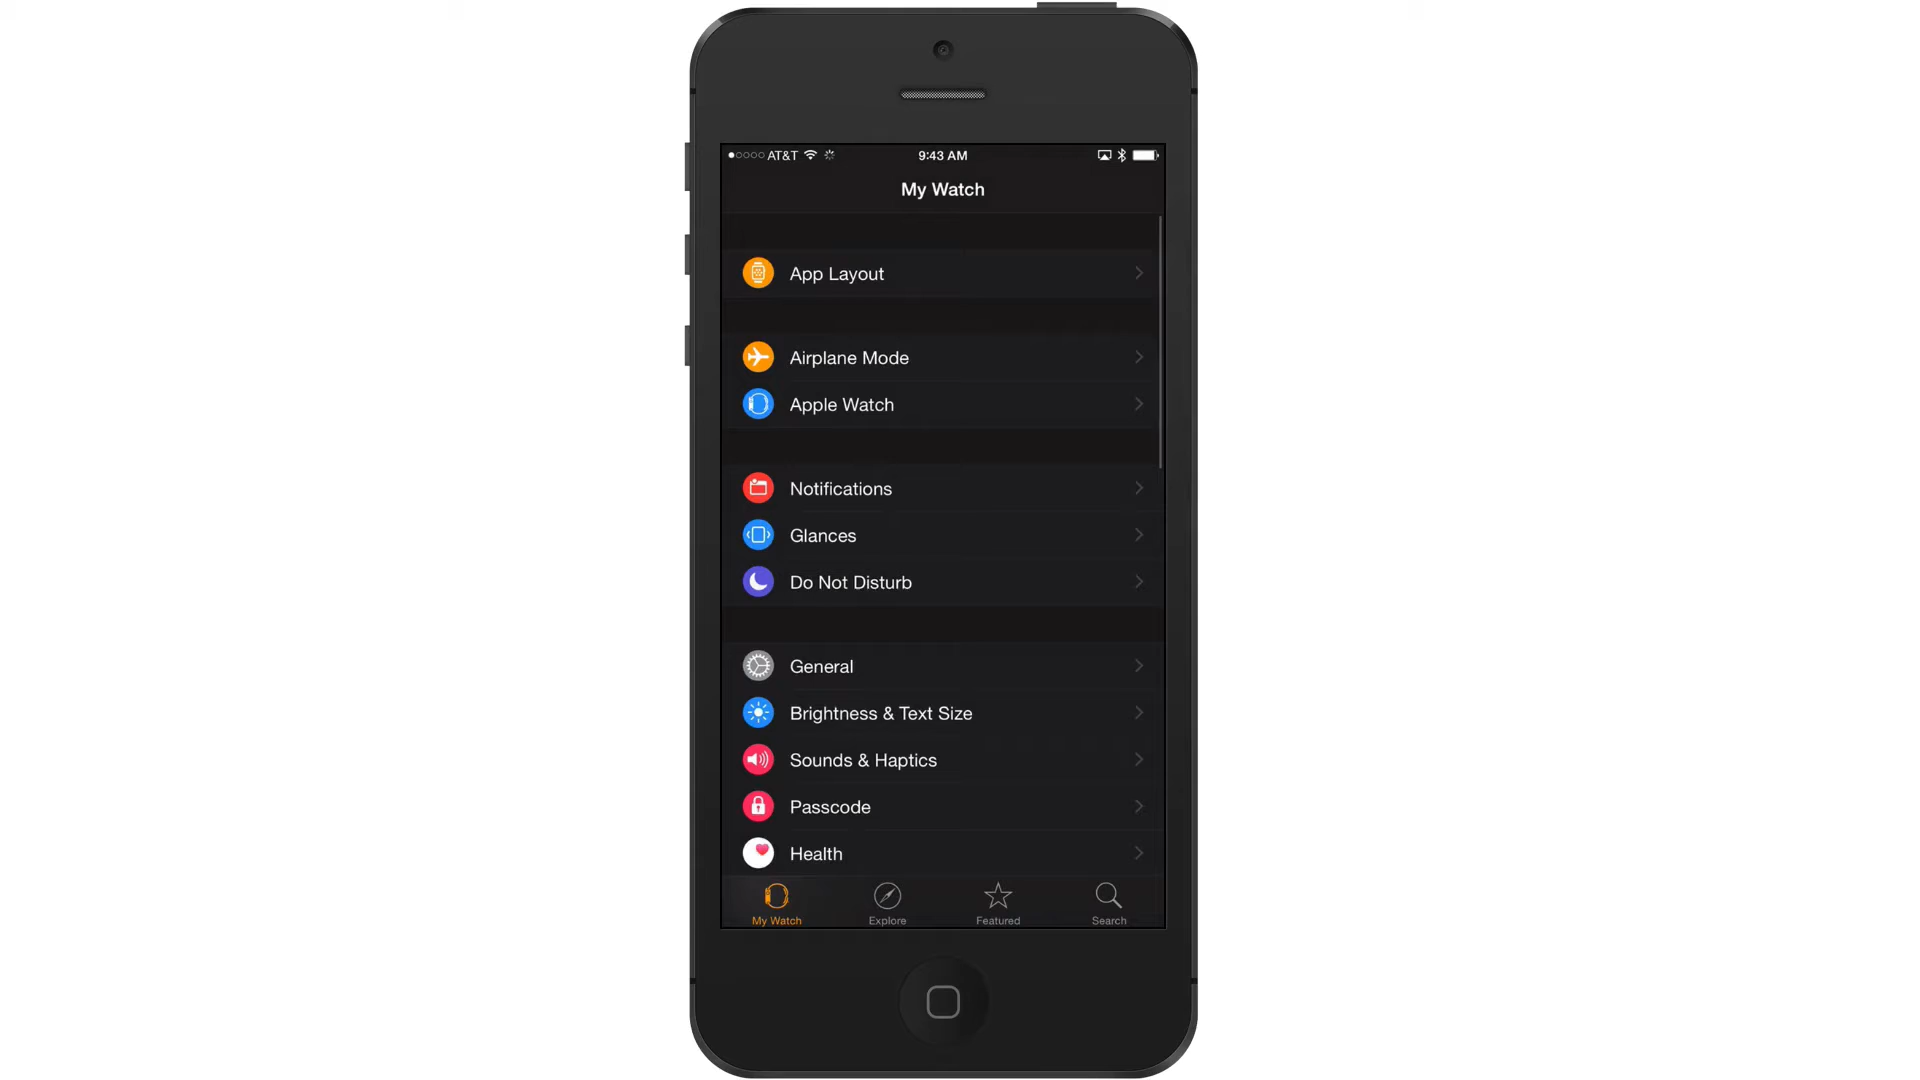 AT&T 9:43 AM
My Watch
App Layout
Airplane Mode
Apple Watch
Notifications
Glances
Do Not Disturb
General
Brightness & Text Size
Sounds & Haptics
Passcode
Health
My Watch Explore Featured Search